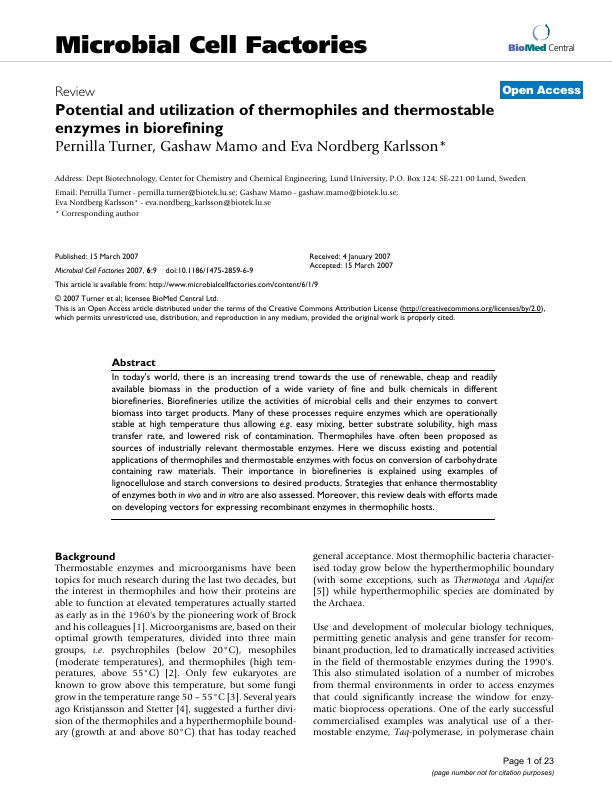 Microbial Cell Factories
BioMed Central
Open Access
Review
Potential and utilization of thermophiles and thermostable
enzymes in biorefining
Pernilla Turner, Gashaw Mamo and Eva Nordberg Karlsson*
Address: Dept Biotechnology, Center for Chemistry and Chemical Engineering, Lund University, P.O. Box 124, SE-221 00 Lund, Sweden
Email: Pernilla Turner - pernilla.turner@biotek.lu.se; Gashaw Mamo - gashaw.mamo@biotek.lu.se;
Eva Nordberg Karlsson* - eva.nordberg_karlsson@biotek.lu.se
* Corresponding author
Published: 15 March 2007
Microbial Cell Factories 2007, 6:9 doi:10.1186/1475-2859-6-9
Received: 4 January 2007
Accepted: 15 March 2007
This article is available from: http://www.microbialcellfactories.com/content/6/1/9
© 2007 Turner et al; licensee BioMed Central Ltd.
This is an Open Access article distributed under the terms of the Creative Commons Attribution License (http://creativecommons.org/licenses/by/2.0),
which permits unrestricted use, distribution, and reproduction in any medium, provided the original work is properly cited.
Abstract
In today's world, there is an increasing trend towards the use of renewable, cheap and readily
available biomass in the production of a wide variety of fine and bulk chemicals in different
biorefineries. Biorefineries utilize the activities of microbial cells and their enzymes to convert
biomass into target products. Many of these processes require enzymes which are operationally
stable at high temperature thus allowing e.g. easy mixing, better substrate solubility, high mass
transfer rate, and lowered risk of contamination. Thermophiles have often been proposed as
sources of industrially relevant thermostable enzymes. Here we discuss existing and potential
applications of thermophiles and thermostable enzymes with focus on conversion of carbohydrate
containing raw materials. Their importance in biorefineries is explained using examples of
lignocellulose and starch conversions to desired products. Strategies that enhance thermostablity
of enzymes both in vivo and in vitro are also assessed. Moreover, this review deals with efforts made
on developing vectors for expressing recombinant enzymes in thermophilic hosts.
Background
Thermostable enzymes and microorganisms have been
topics for much research during the last two decades, but
the interest in thermophiles and how their proteins are
able to function at elevated temperatures actually started
as early as in the 1960's by the pioneering work of Brock
and his colleagues [1]. Microorganisms are, based on their
optimal growth temperatures, divided into three main
groups, i.e. psychrophiles (below 20°C), mesophiles
(moderate temperatures), and thermophiles (high tem-
peratures, above 55°C) [2]. Only few eukaryotes are
known to grow above this temperature, but some fungi
grow in the temperature range 50 – 55°C [3]. Several years
ago Kristjansson and Stetter [4], suggested a further divi-
sion of the thermophiles and a hyperthermophile bound-
ary (growth at and above 80°C) that has today reached
general acceptance. Most thermophilic bacteria character-
ised today grow below the hyperthermophilic boundary
(with some exceptions, such as Thermotoga and Aquifex
[5]) while hyperthermophilic species are dominated by
the Archaea.
Use and development of molecular biology techniques,
permitting genetic analysis and gene transfer for recom-
binant production, led to dramatically increased activities
in the field of thermostable enzymes during the 1990's.
This also stimulated isolation of a number of microbes
from thermal environments in order to access enzymes
that could significantly increase the window for enzy-
matic bioprocess operations. One of the early successful
commercialised examples was analytical use of a ther-
mostable enzyme, Taq-polymerase, in polymerase chain
Page 1 of 23
(page number not for citation purposes)